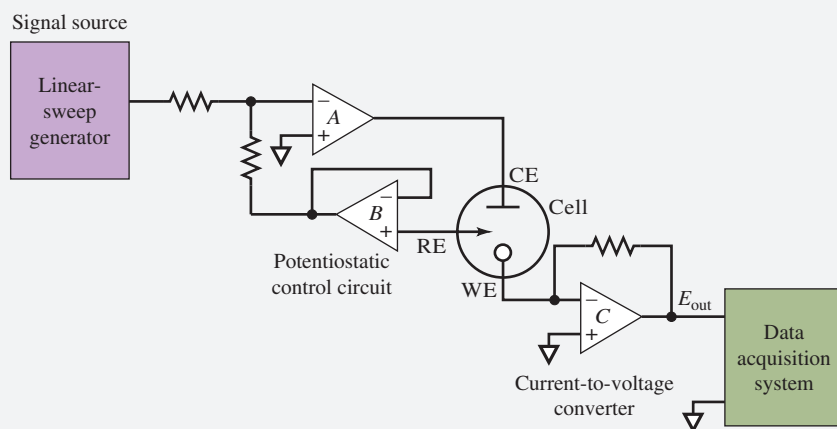 Signal source
Linear-
sweep
generator
−
A
+
CE
Cell
−
B
+
RE
Potentiostatic
control circuit
WE
−
C
+
E_out
Current-to-voltage
converter
Data
acquisition
system